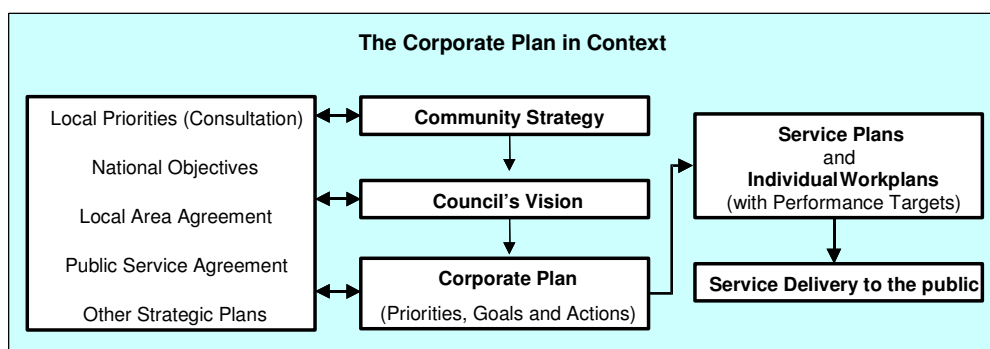 The Corporate Plan in Context
Local Priorities (Consultation)
National Objectives
Local Area Agreement
Public Service Agreement
Other Strategic Plans
Community Strategy
Council's Vision
Corporate Plan
(Priorities, Goals and Actions)
Service Plans
and
Individual Workplans
(with Performance Targets)
Service Delivery to the public